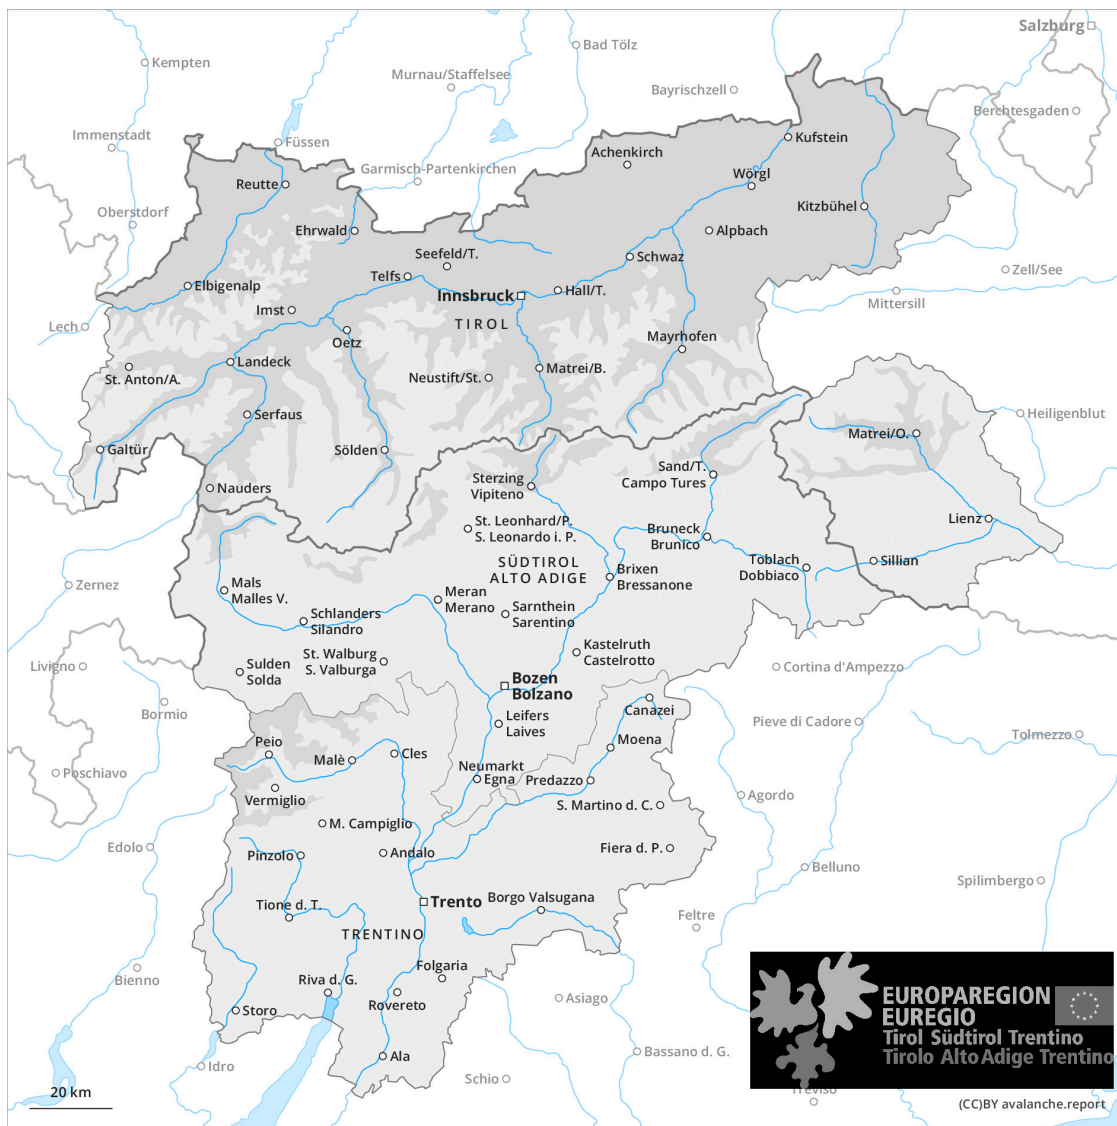 Salzburg
Bad Tölz
Kempten
Murnau/Staffelsee
Bayrischzell
Berchtesgaden
Immenstadt
Füssen
Kufstein
Achenkirch
Garmisch-Partenkirchen
Wörgl
Reutte
Oberstdorf
Kitzbühel
Ehrwald
Alpbach
Seefeld/T.
Schwaz
Telfs
Zell/See
Elbigenalp
Innsbruck
Hall/T.
Mittersill
Imst
TIROL
Lech
Oetz
Mayrhofen
Landeck
Matrei/B.
St. Anton/A.
Neustift/St.
Serfaus
Heiligenblut
Matrei/O.
Galtür
Sölden
Sand/T.
Campo Tures
Sterzing
Vipiteno
Nauders
Lienz
St. Leonhard/P.
S. Leonardo i. P.
Bruneck
Brunico
SÜDTIROL
ALTO ADIGE
Toblach
Dobbiaco
Sillian
Brixen
Bressanone
Zernez
Mals
Malles V.
Meran
Merano
Schlanders
Silandro
Sarnthein
Sarentino
Kastelruth
Castelrotto
St. Walburg
S. Valburga
Livigno
Sulden
Solda
Cortina d'Ampezzo
Bozen
Bolzano
Canazei
Bormio
Leifers
Laives
Pieve di Cadore
Tolmezzo
Moena
Peio
Malè
Cles
Neumarkt
Egna
Predazzo
Poschiavo
Vermiglio
S. Martino d. C.
Agordo
M. Campiglio
Edolo
Pinzolo
Andalo
Fiera d. P.
Belluno
Spilimbergo
Tione d. T.
Trento
Borgo Valsugana
Feltre
TRENTINO
Folgaria
Bienno
Riva d. G.
Rovereto
Asiago
Storo
EUROPAREGION
EUREGIO
Tirol Südtirol Trentino
Tirolo Alto Adige Trentino
Ala
Bassano d. G.
Idro
Schio
20 km
Treviso
(CC)BY avalanche.report